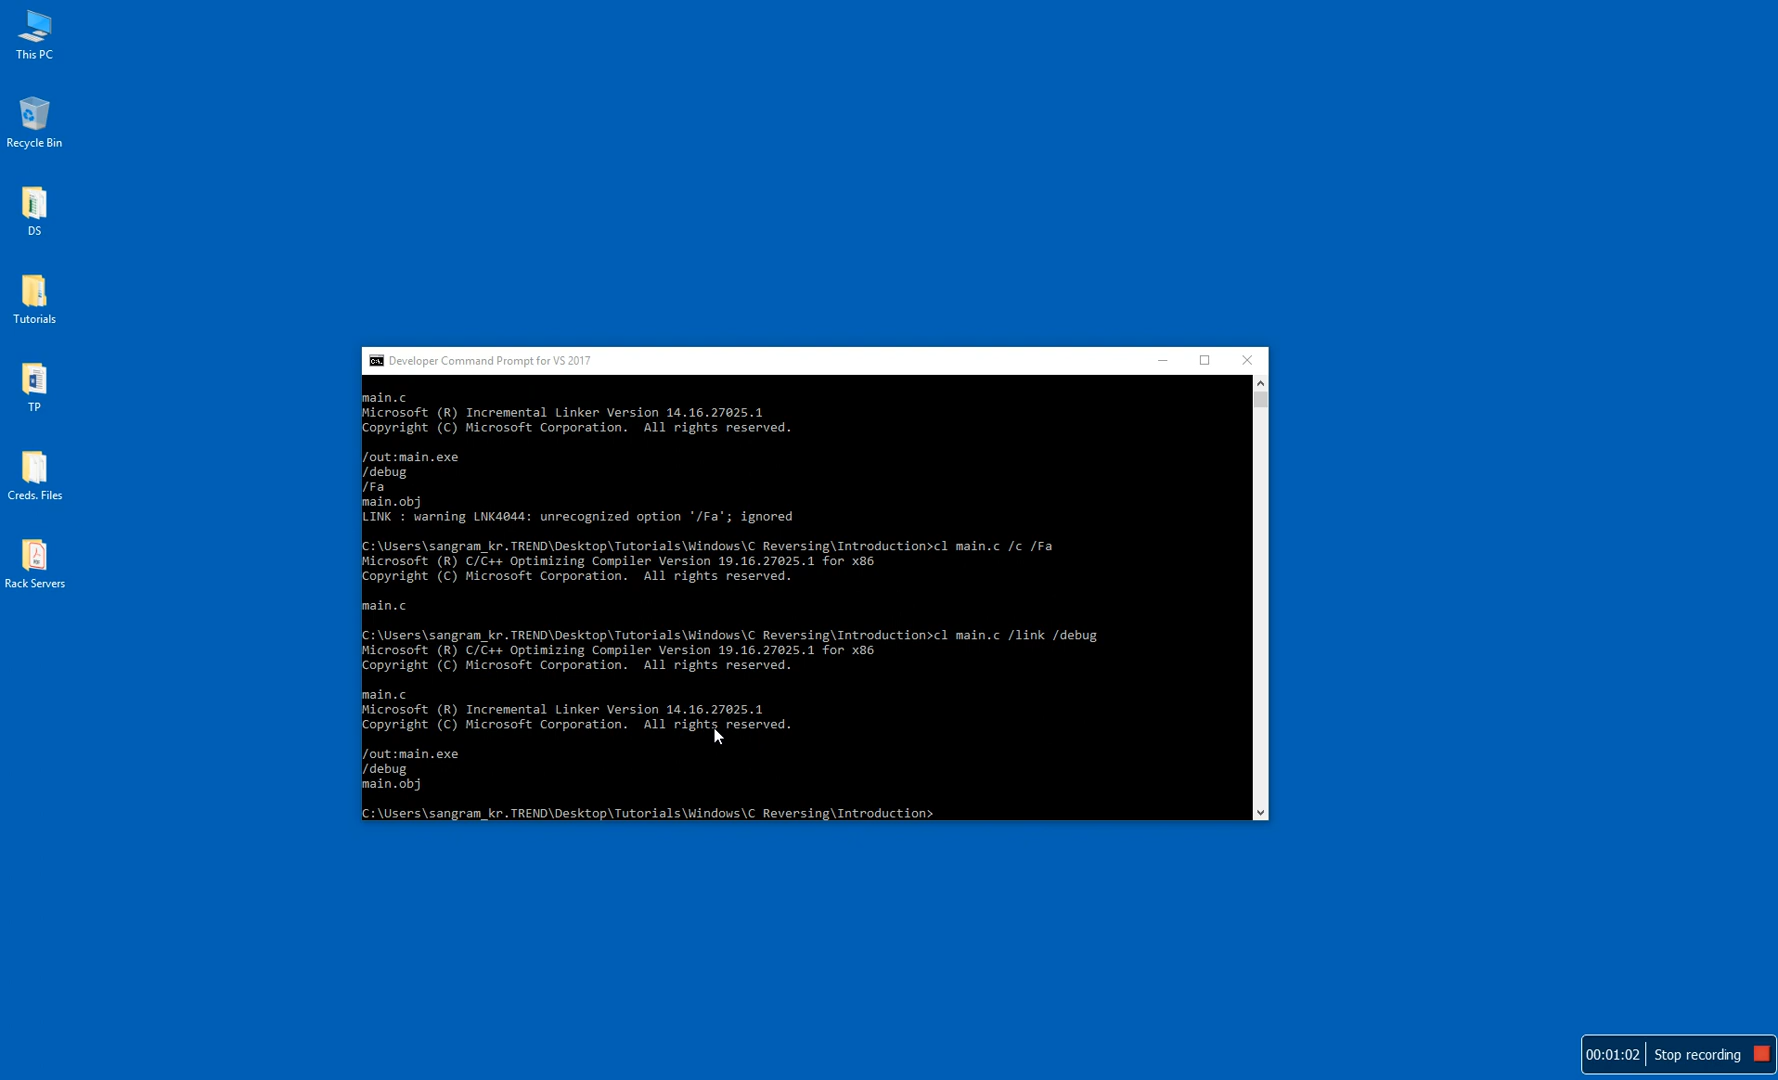 This PC
Recycle Bin
DS
Tutorials
TP
Creds. Files
Rack Servers
Developer Command Prompt for VS 2017
main.c
Microsoft (R) Incremental Linker Version 14.16.27025.1
Copyright (C) Microsoft Corporation.  All rights reserved.
/out:main.exe
/debug
/Fa
main.obj
LINK : warning LNK4044: unrecognized option '/Fa'; ignored
C:\Users\sangram_kr.TREND\Desktop\Tutorials\Windows\C Reversing\Introduction>cl main.c /c /Fa
Microsoft (R) C/C++ Optimizing Compiler Version 19.16.27025.1 for x86
Copyright (C) Microsoft Corporation.  All rights reserved.
main.c
C:\Users\sangram_kr.TREND\Desktop\Tutorials\Windows\C Reversing\Introduction>cl main.c /link /debug
Microsoft (R) C/C++ Optimizing Compiler Version 19.16.27025.1 for x86
Copyright (C) Microsoft Corporation.  All rights reserved.
main.c
Microsoft (R) Incremental Linker Version 14.16.27025.1
Copyright (C) Microsoft Corporation.  All rights reserved.
/out:main.exe
/debug
main.obj
C:\Users\sangram_kr.TREND\Desktop\Tutorials\Windows\C Reversing\Introduction>
00:01:02 Stop recording